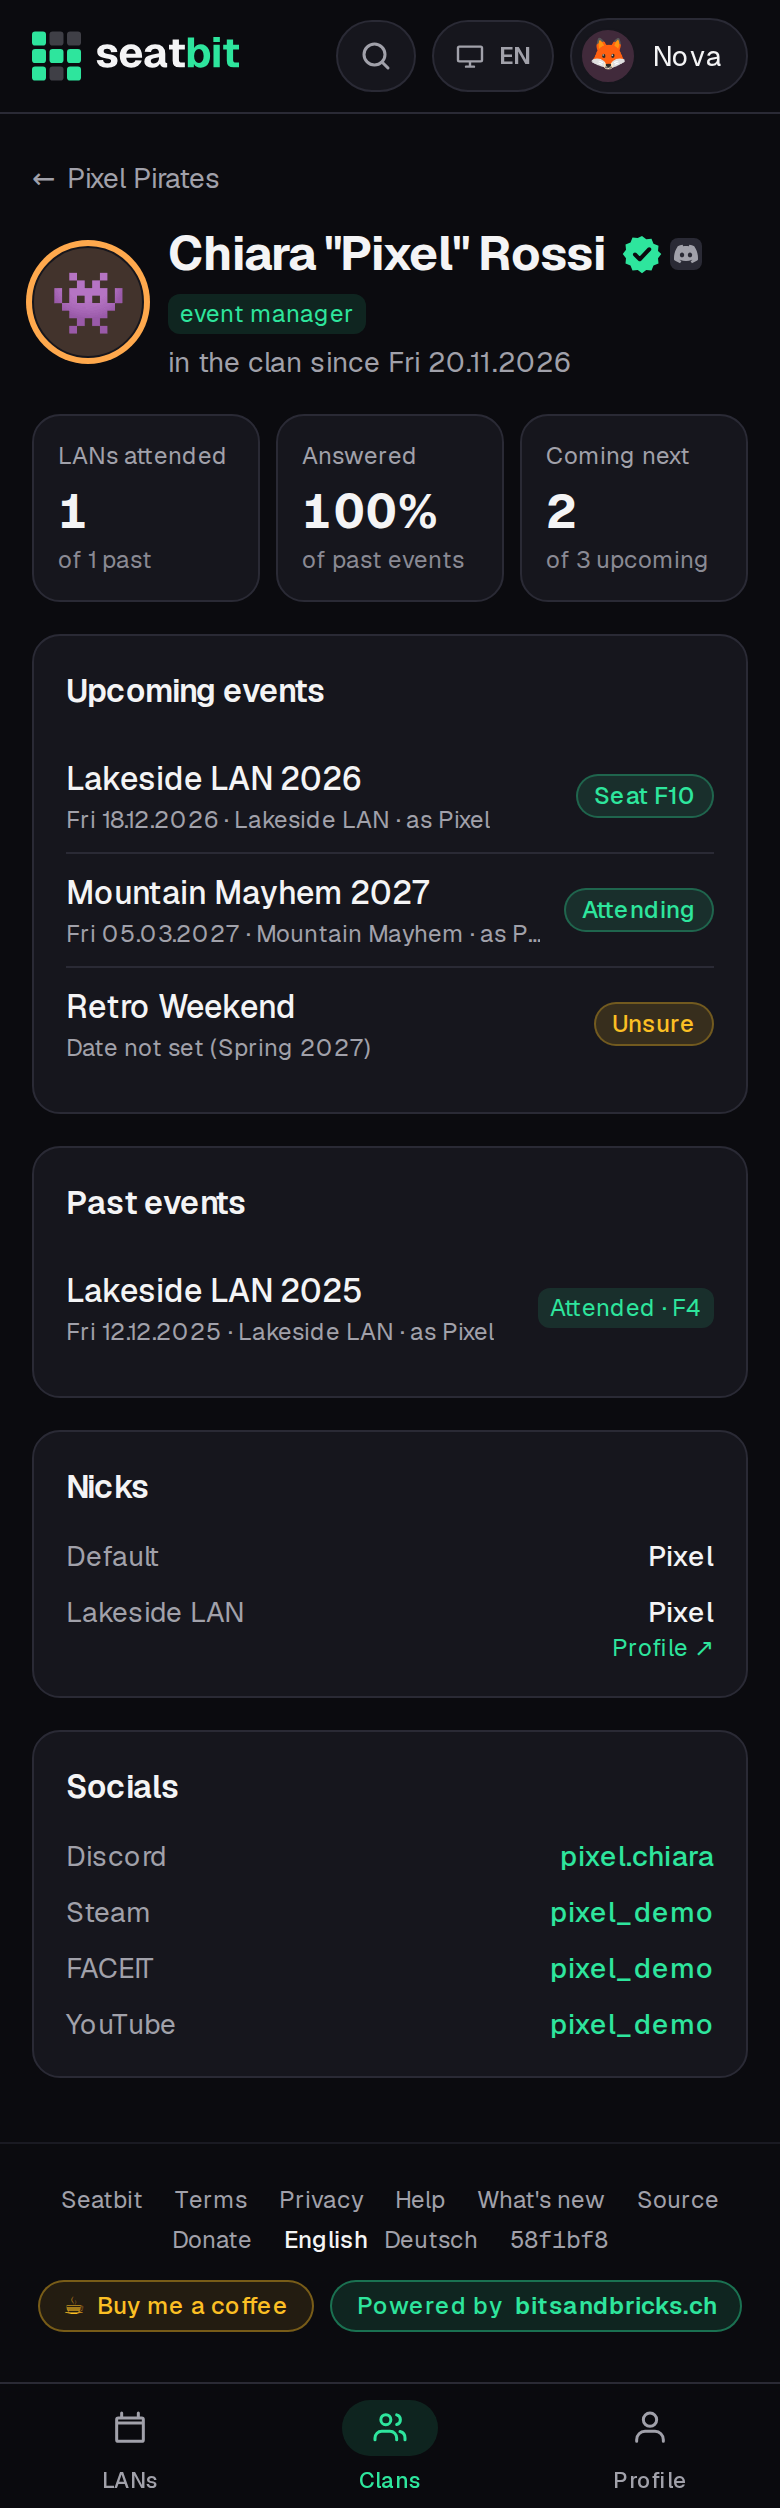 seatbit
EN
Nova
← Pixel Pirates
Chiara "Pixel" Rossi
event manager
in the clan since Fri 20.11.2026
LANs attended
1
of 1 past
Answered
100%
of past events
Coming next
2
of 3 upcoming
Upcoming events
Lakeside LAN 2026
Fri 18.12.2026 · Lakeside LAN · as Pixel
Seat F10
Mountain Mayhem 2027
Fri 05.03.2027 · Mountain Mayhem · as P…
Attending
Retro Weekend
Date not set (Spring 2027)
Unsure
Past events
Lakeside LAN 2025
Fri 12.12.2025 · Lakeside LAN · as Pixel
Attended · F4
Nicks
Default Pixel
Lakeside LAN Pixel
Profile ↗
Socials
Discord pixel.chiara
Steam pixel_demo
FACEIT pixel_demo
YouTube pixel_demo
Seatbit Terms Privacy Help What's new Source
Donate English Deutsch 58f1bf8
☕ Buy me a coffee Powered by bitsandbricks.ch
LANs Clans Profile